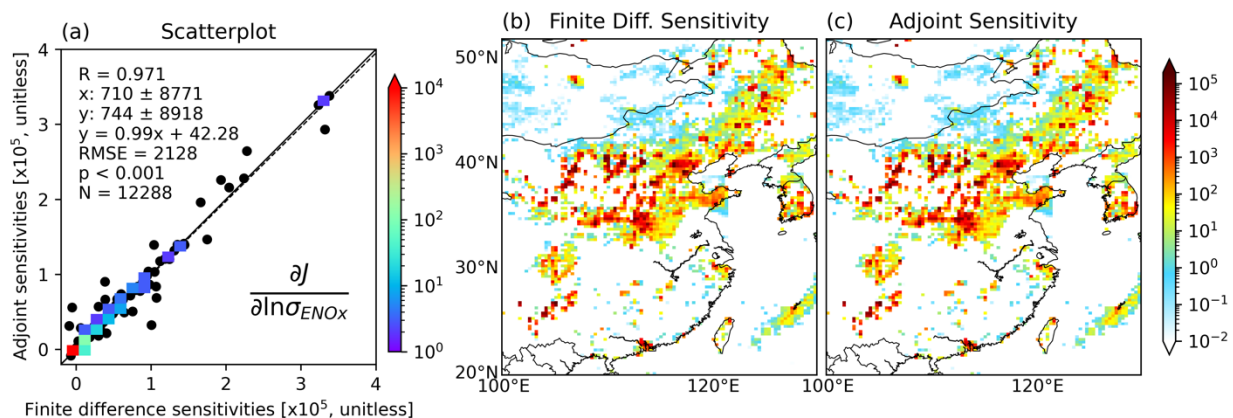 (a) Scatterplot
R = 0.971
x: 710 ± 8771
y: 744 ± 8918
y = 0.99x + 42.28
RMSE = 2128
p < 0.001
N = 12288
∂J
∂lnσ_ENOx
4
3
2
1
0
0 1 2 3 4
Adjoint sensitivities [x10⁵, unitless]
Finite difference sensitivities [x10⁵, unitless]
10⁴
10³
10²
10¹
10⁰
(b) Finite Diff. Sensitivity
50°N
40°N
30°N
20°N
100°E 120°E
(c) Adjoint Sensitivity
100°E 120°E
10⁵
10⁴
10³
10²
10¹
10⁰
10⁻¹
10⁻²